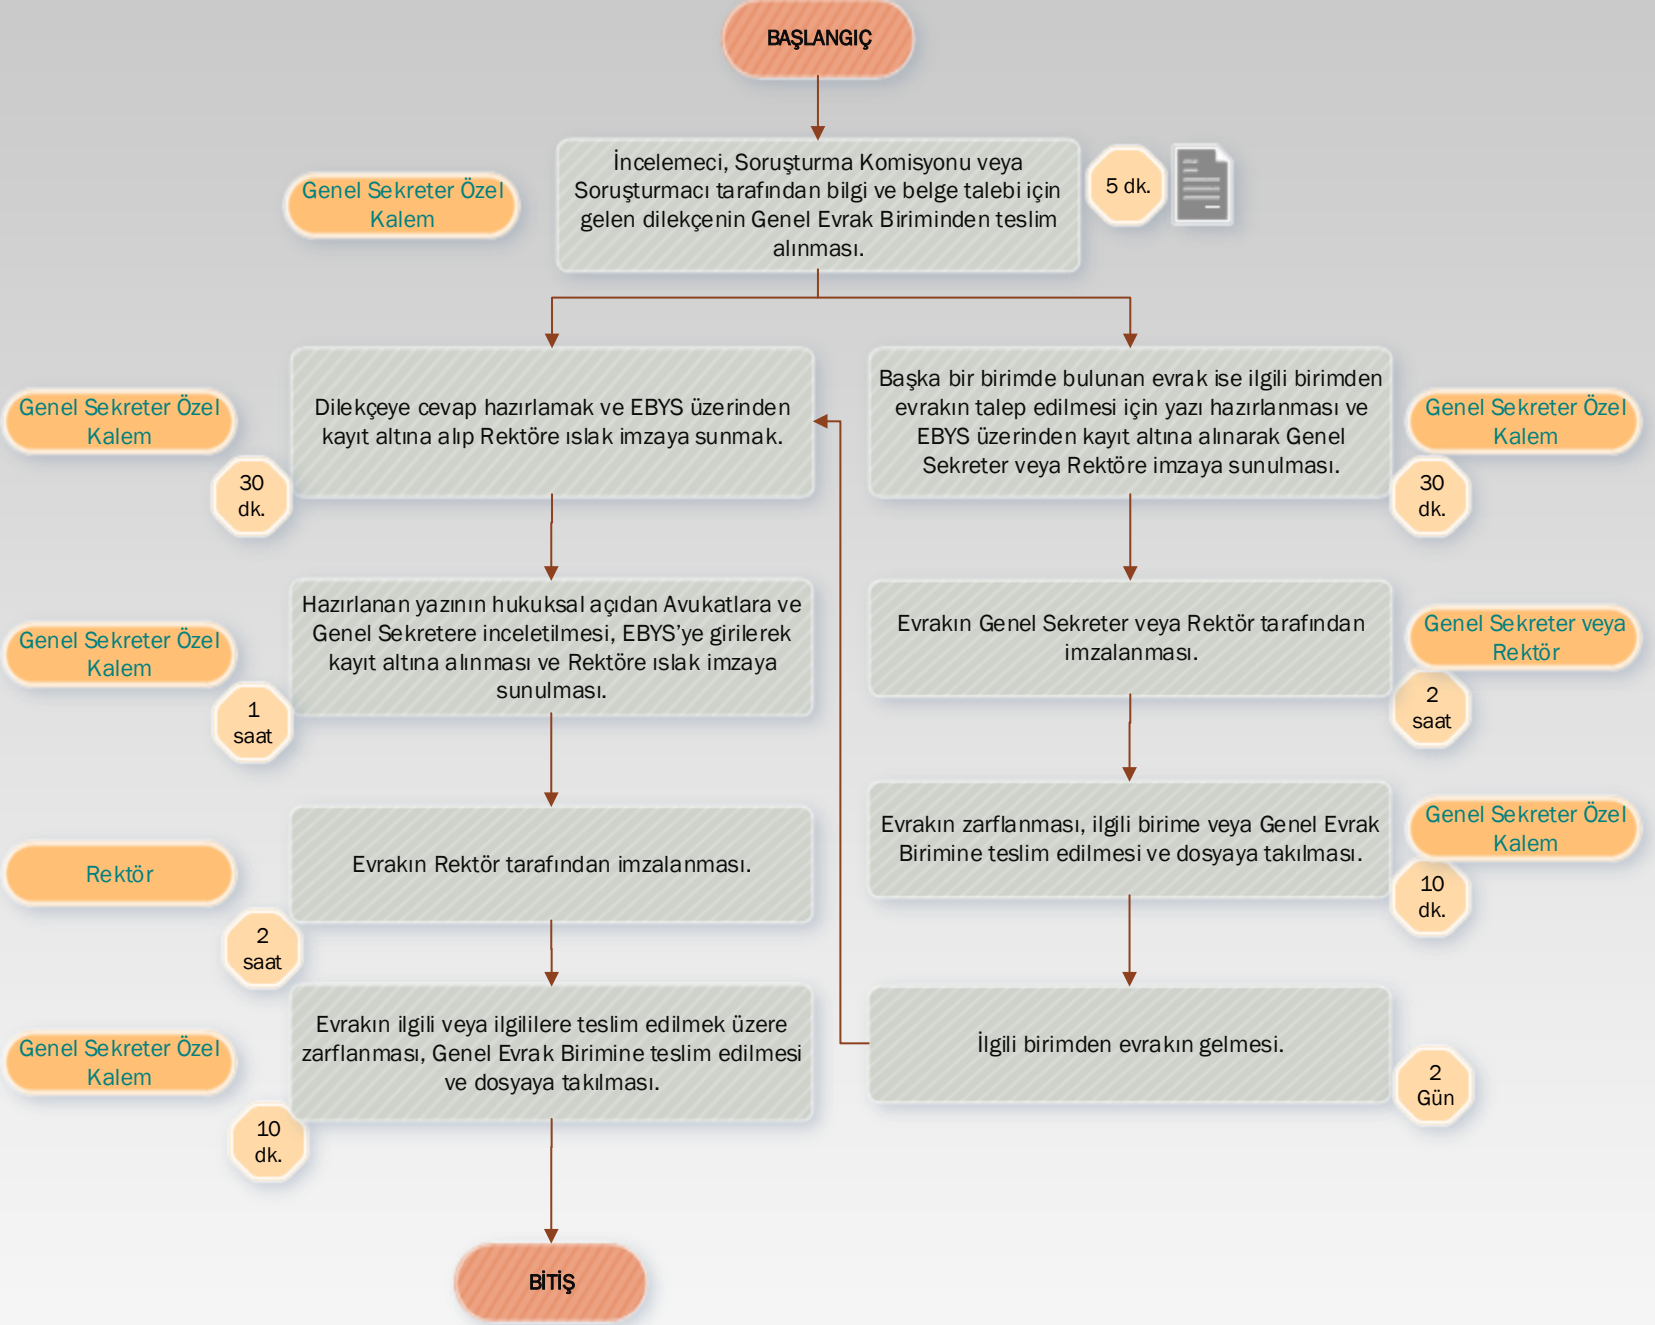 BAŞLANGIÇ
Genel Sekreter Özel
Kalem
İncelemeci, Soruşturma Komisyonu veya
Soruşturmacı tarafından bilgi ve belge talebi için
gelen dilekçenin Genel Evrak Biriminden teslim
alınması.
5 dk.
Genel Sekreter Özel
Kalem
30
dk.
Dilekçeye cevap hazırlamak ve EBYS üzerinden
kayıt altına alıp Rektöre ıslak imzaya sunmak.
Başka bir birimde bulunan evrak ise ilgili birimden
evrakın talep edilmesi için yazı hazırlanması ve
EBYS üzerinden kayıt altına alınarak Genel
Sekreter veya Rektöre imzaya sunulması.
Genel Sekreter Özel
Kalem
30
dk.
Genel Sekreter Özel
Kalem
1
saat
Hazırlanan yazının hukuksal açıdan Avukatlara ve
Genel Sekretere inceletilmesi, EBYS’ye girilerek
kayıt altına alınması ve Rektöre ıslak imzaya
sunulması.
Evrakın Genel Sekreter veya Rektör tarafından
imzalanması.
Genel Sekreter veya
Rektör
2
saat
Rektör
2
saat
Evrakın Rektör tarafından imzalanması.
Evrakın zarflanması, ilgili birime veya Genel Evrak
Birimine teslim edilmesi ve dosyaya takılması.
Genel Sekreter Özel
Kalem
10
dk.
Genel Sekreter Özel
Kalem
10
dk.
Evrakın ilgili veya ilgililere teslim edilmek üzere
zarflanması, Genel Evrak Birimine teslim edilmesi
ve dosyaya takılması.
İlgili birimden evrakın gelmesi.
2
Gün
BİTİŞ